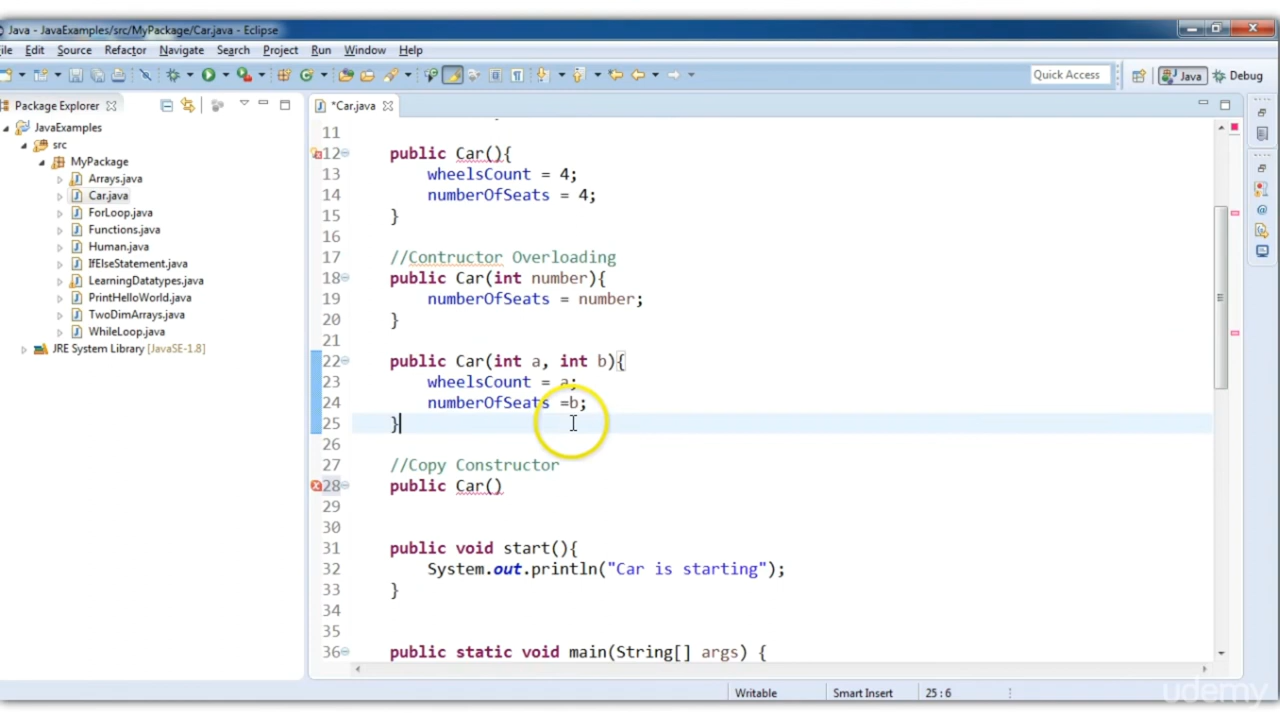 Java - JavaExamples/src/MyPackage/Car.java - Eclipse
ile Edit Source Refactor Navigate Search Project Run Window Help
Quick Access Java Debug
Package Explorer
*Car.java
JavaExamples
src
MyPackage
Arrays.java
Car.java
ForLoop.java
Functions.java
Human.java
IfElseStatement.java
LearningDatatypes.java
PrintHelloWorld.java
TwoDimArrays.java
WhileLoop.java
JRE System Library [JavaSE-1.8]
11
12 public Car(){
13 wheelsCount = 4;
14 numberOfSeats = 4;
15 }
16
17 //Contructor Overloading
18 public Car(int number){
19 numberOfSeats = number;
20 }
21
22 public Car(int a, int b){
23 wheelsCount = a;
24 numberOfSeats =b;
25 }
26
27 //Copy Constructor
28 public Car()
29
30
31 public void start(){
32 System.out.println("Car is starting");
33 }
34
35
36 public static void main(String[] args) {
Writable Smart Insert 25 : 6
udemy